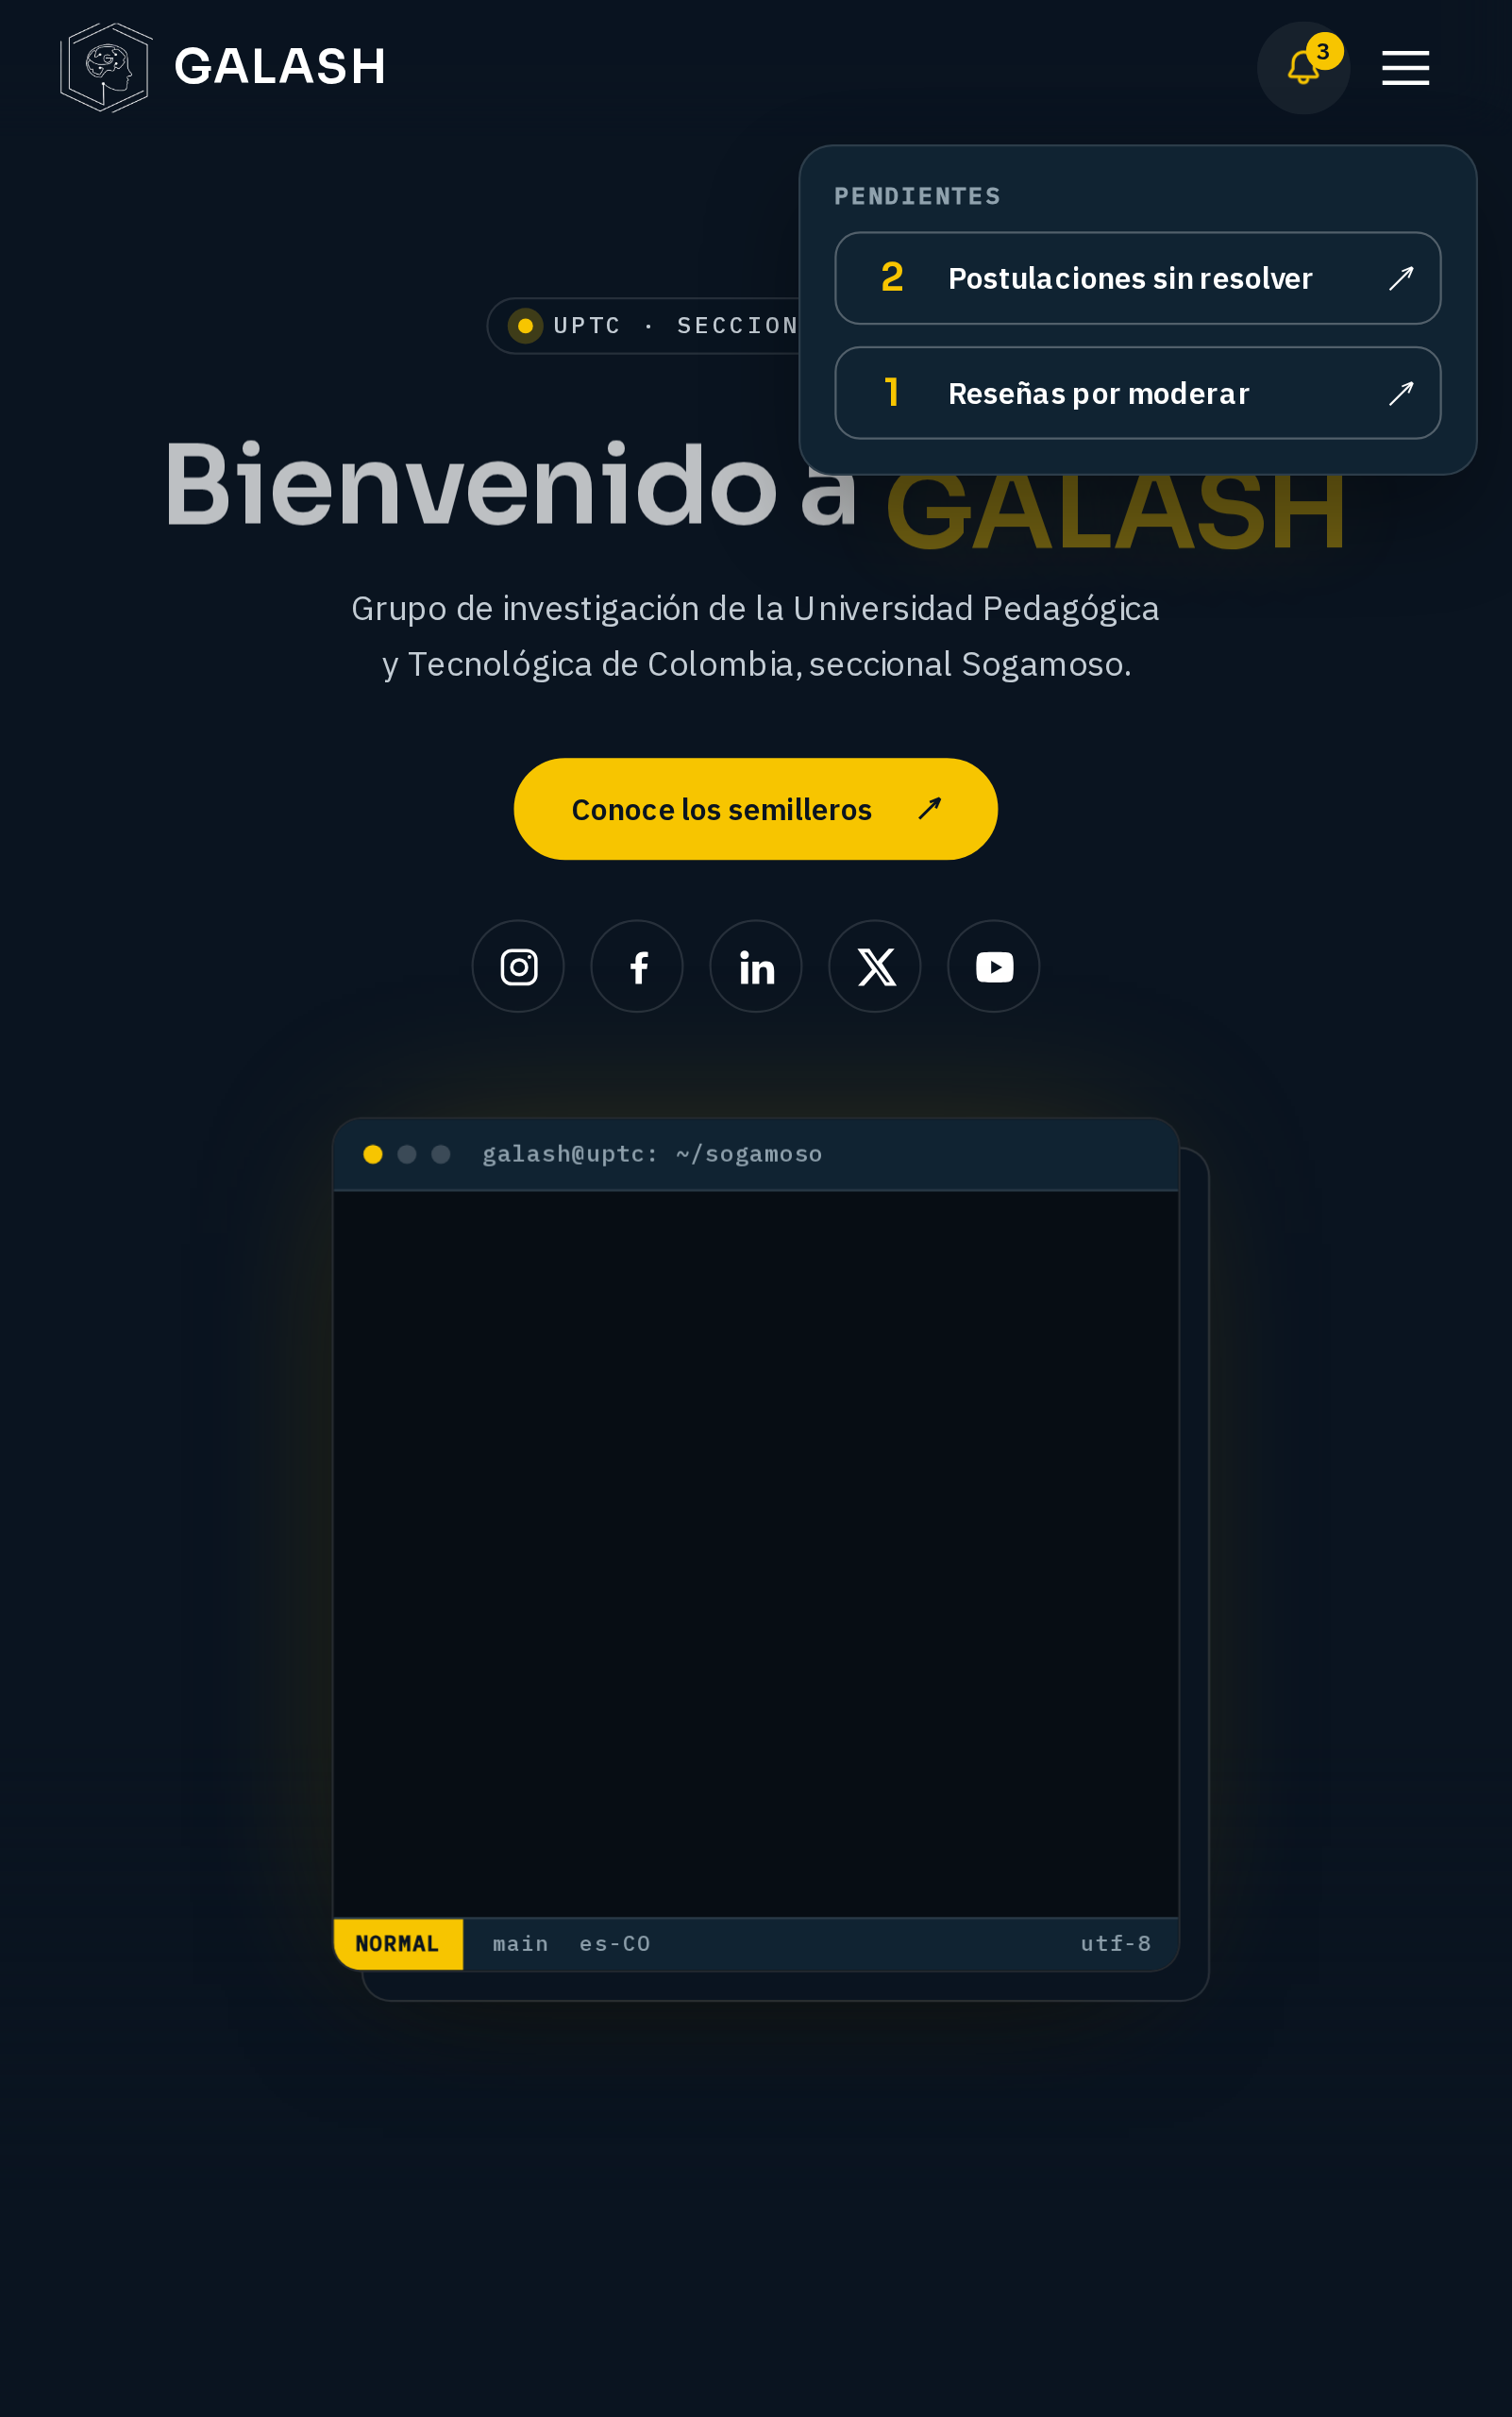 GALASH
3
PENDIENTES
2 Postulaciones sin resolver
1 Reseñas por moderar
UPTC · SECCION
Bienvenido a GALASH
Grupo de investigación de la Universidad Pedagógica
y Tecnológica de Colombia, seccional Sogamoso.
Conoce los semilleros
galash@uptc: ~/sogamoso
NORMAL main es-CO utf-8